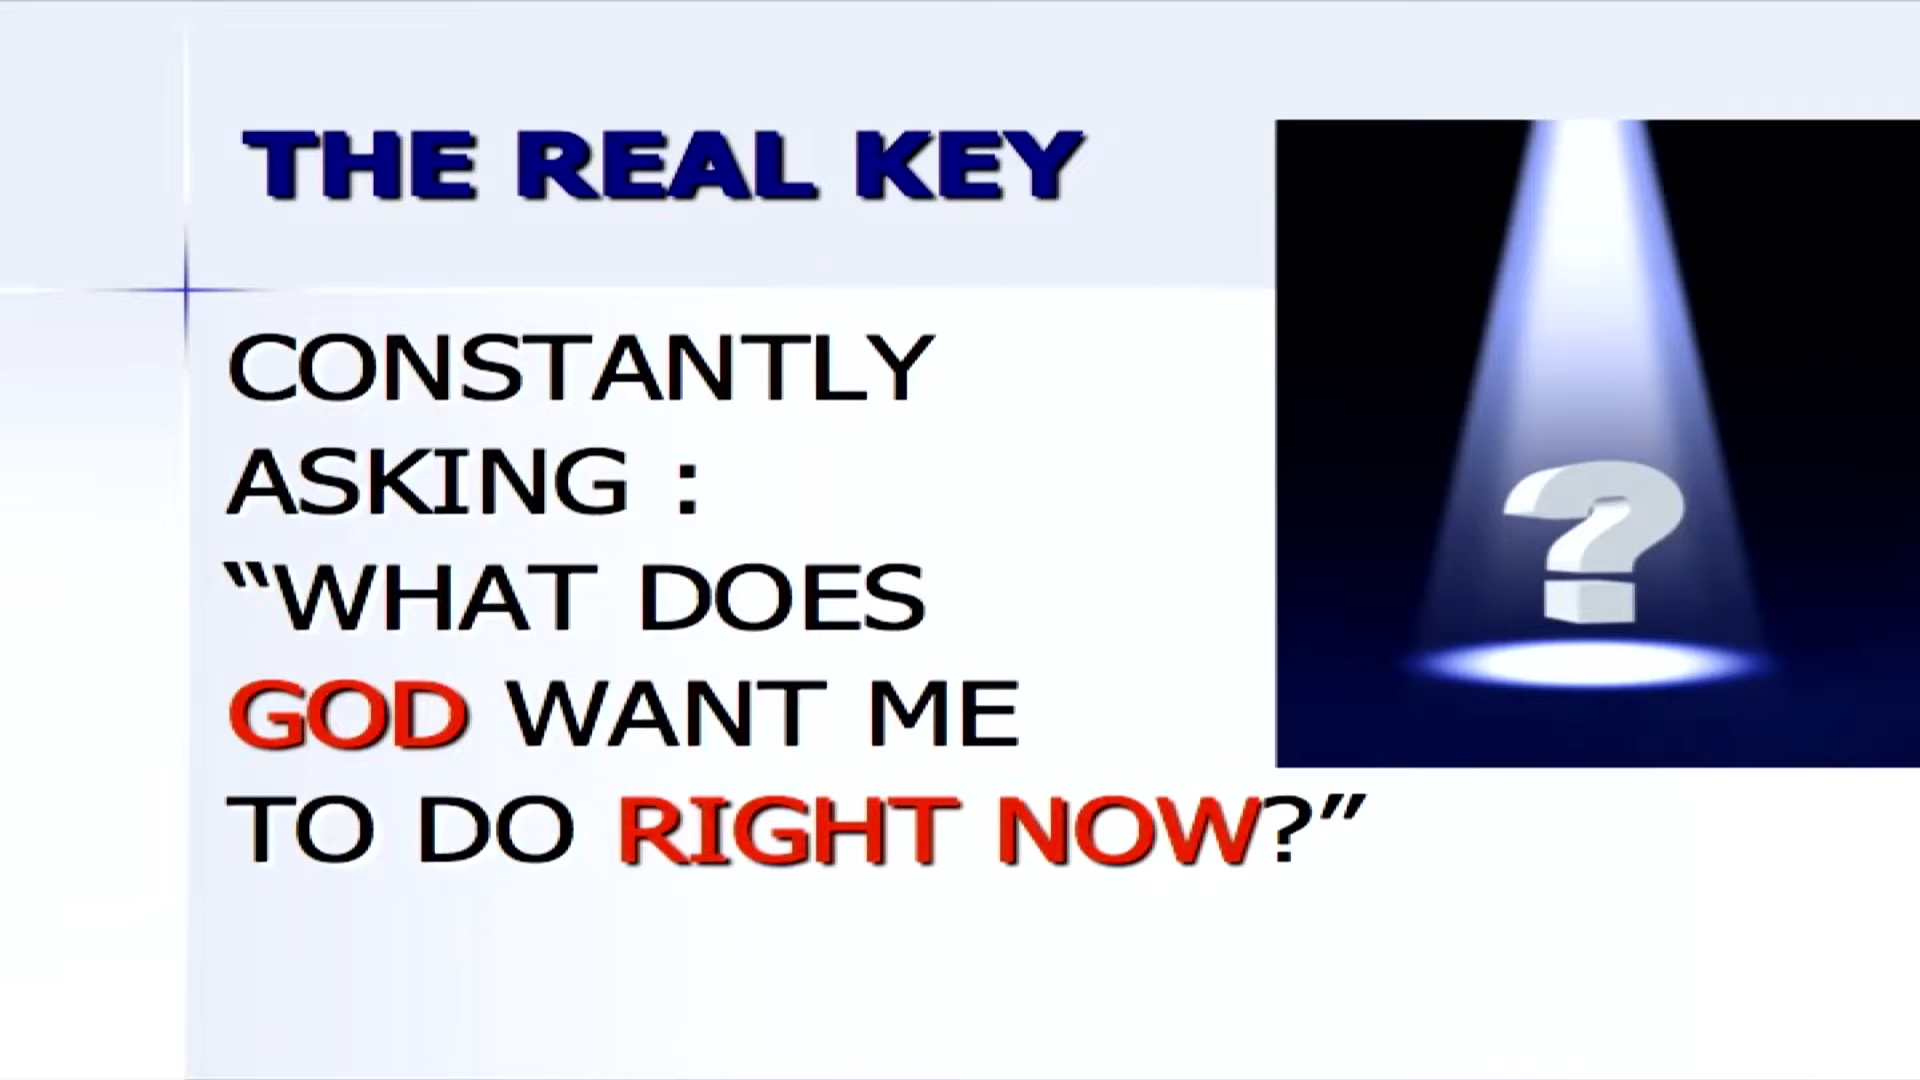 THE REAL KEY
CONSTANTLY
ASKING :
“WHAT DOES
GOD WANT ME
TO DO RIGHT NOW?”
?